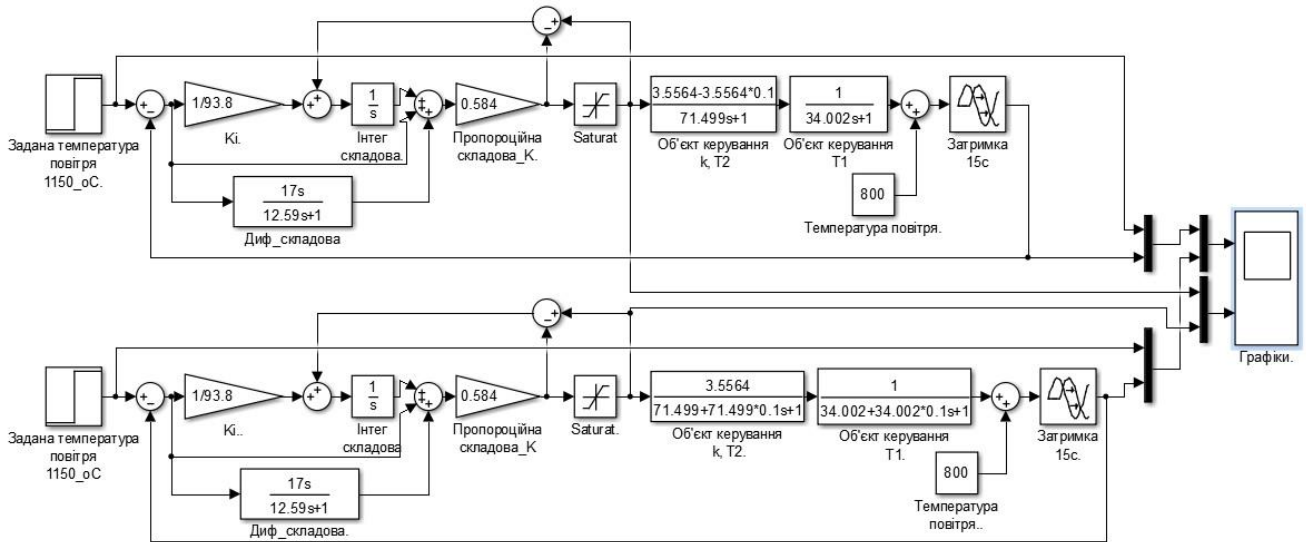 Задана температура
повітря
1150_оС.
1/93.8
Ki.
1
s
Інтег
складова.
0.584
Пропороційна
складова_К.
Saturat
3.5564-3.5564*0.1
71.499s+1
Об'єкт керування
k, T2
1
34.002s+1
Об'єкт керування
T1
Затримка
15с
800
Температура повітря.
17s
12.59s+1
Диф_складова
Графіки.
Задана температура
повітря
1150_оС
1/93.8
Ki..
1
s
Інтег
складова
0.584
Пропороційна
складова_К
Saturat.
3.5564
71.499+71.499*0.1s+1
Об'єкт керування
k, T2.
1
34.002+34.002*0.1s+1
Об'єкт керування
T1.
Затримка
15с.
800
Температура
повітря..
17s
12.59s+1
Диф_складова.